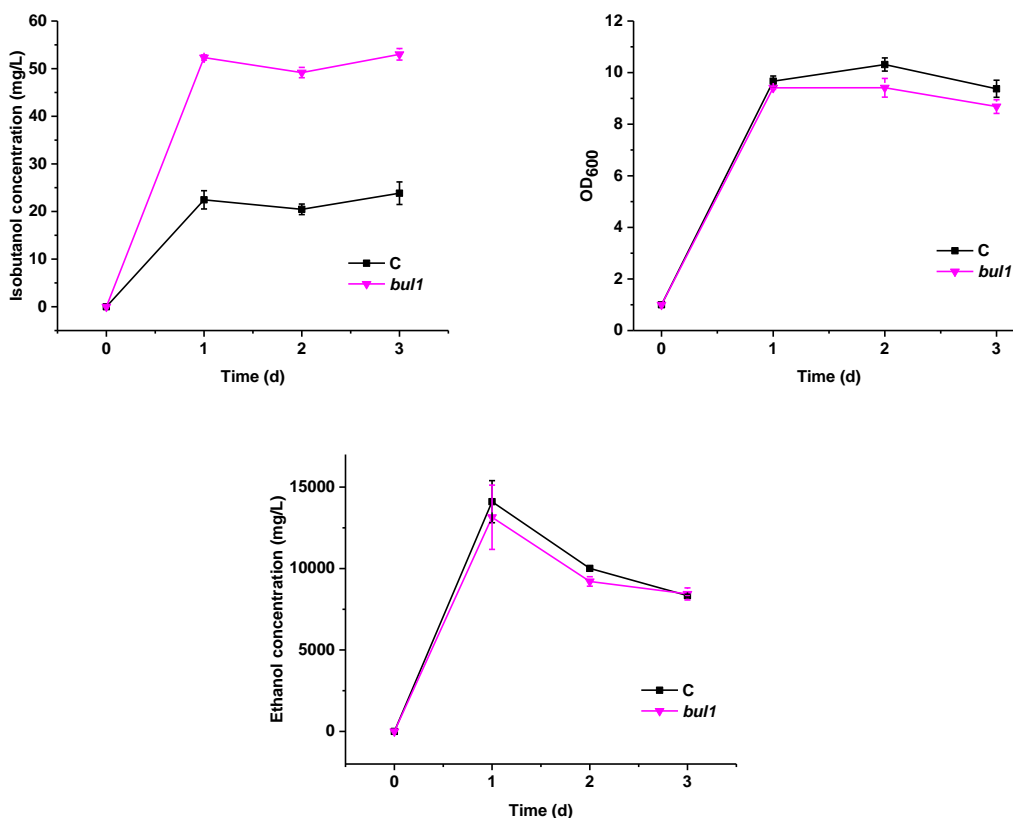 Isobutanol concentration (mg/L)
60
50
40
30
20
10
0
C
bul1
0 1 2 3
Time (d)
OD600
12
10
8
6
4
2
0
C
bul1
0 1 2 3
Time (d)
Ethanol concentration (mg/L)
15000
10000
5000
0
C
bul1
0 1 2 3
Time (d)